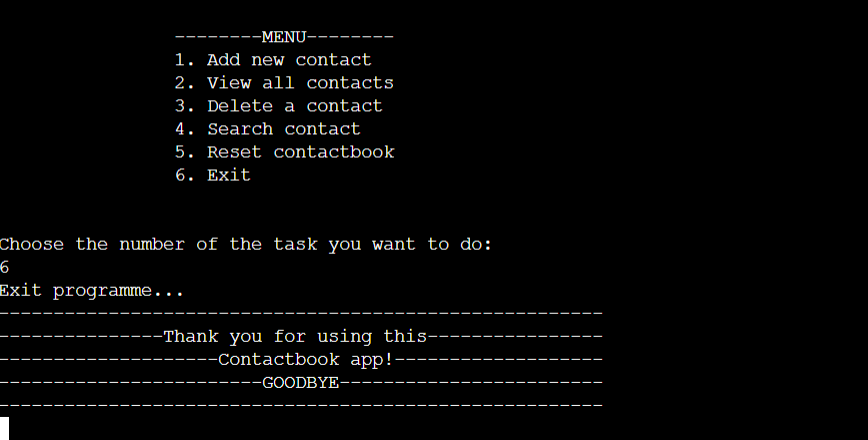 --------MENU--------
1. Add new contact
2. View all contacts
3. Delete a contact
4. Search contact
5. Reset contactbook
6. Exit
Choose the number of the task you want to do:
6
Exit programme...
-------------------------------------------------------
---------------Thank you for using this----------------
--------------------Contactbook app!-------------------
------------------------GOODBYE------------------------
-------------------------------------------------------